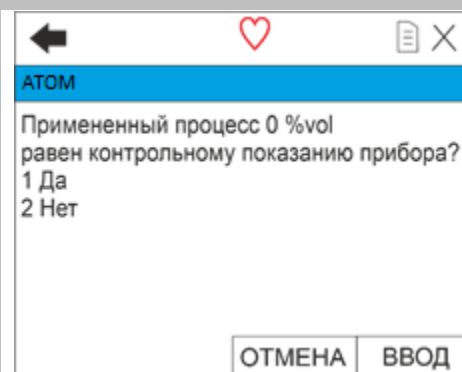 ATOM
Примененный процесс 0 %vol
равен контрольному показанию прибора?
1 Да
2 Нет
ОТМЕНА
ВВОД